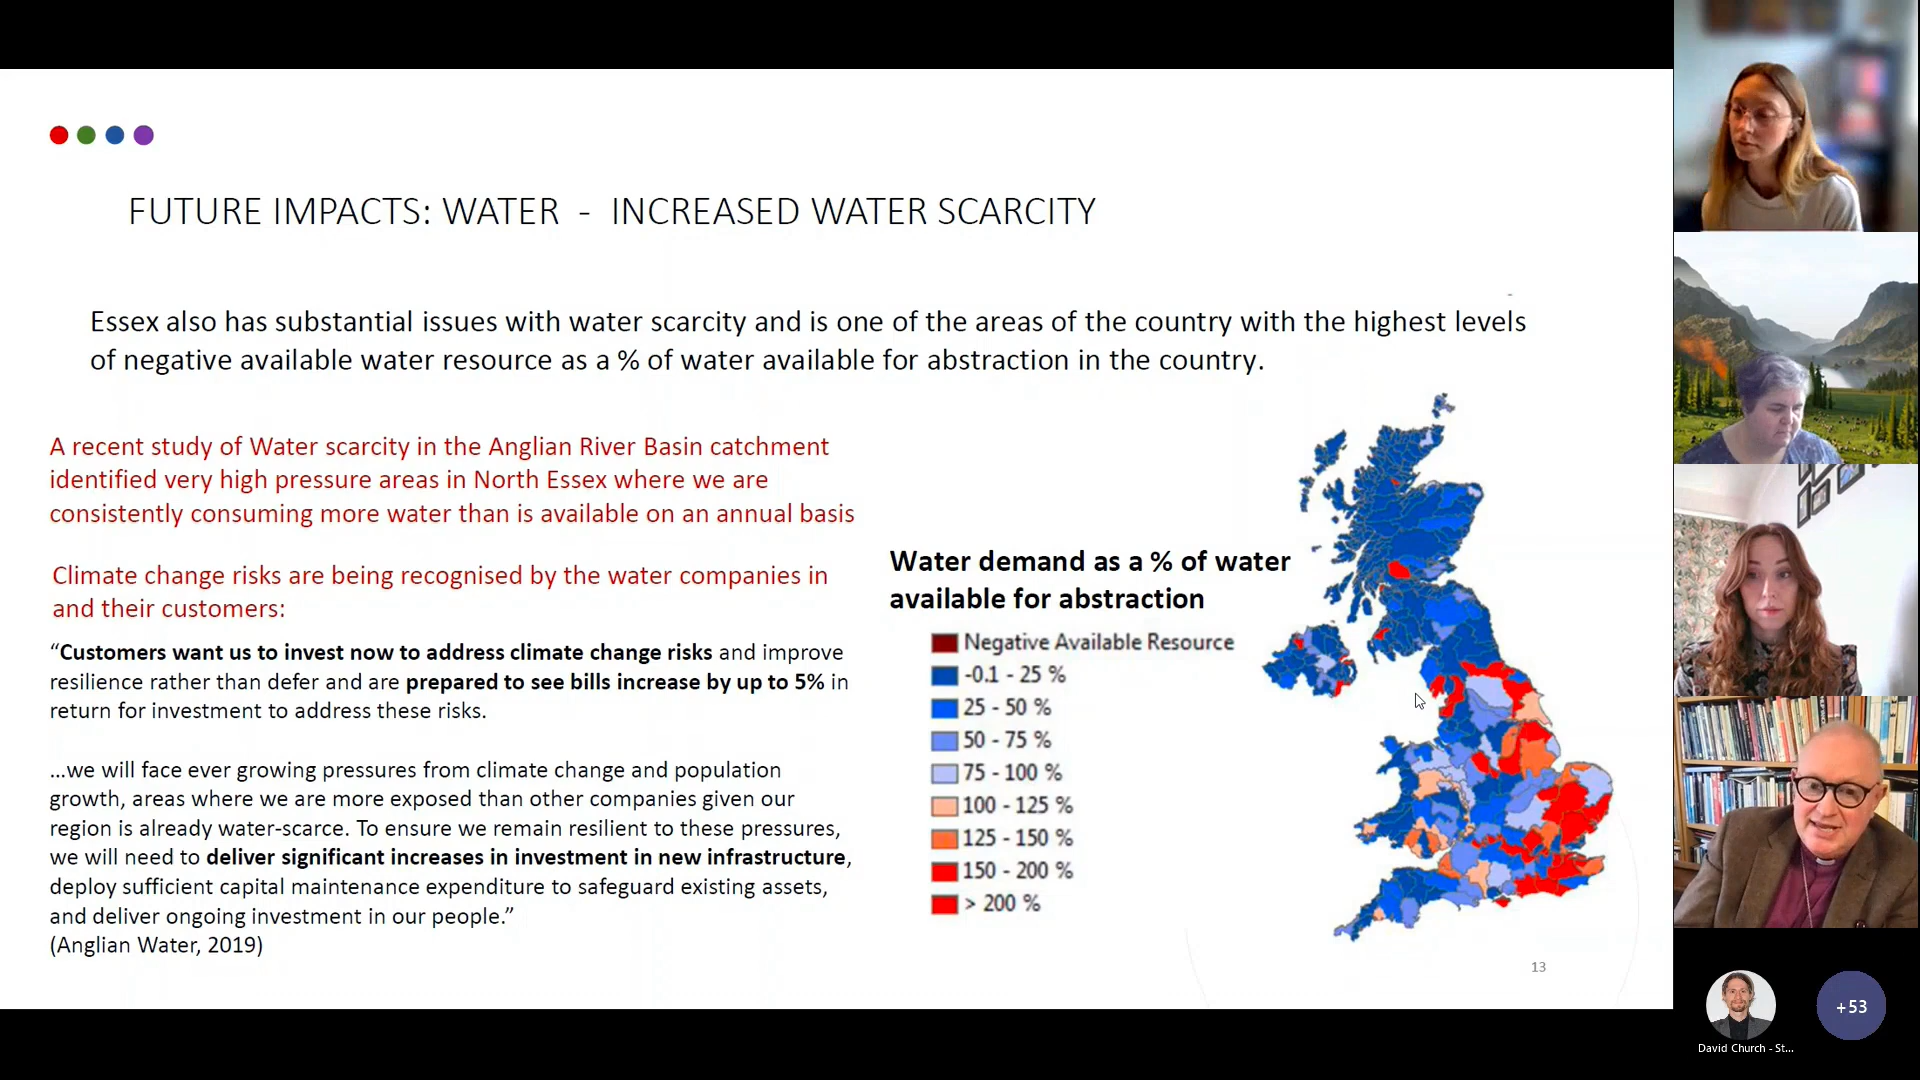 FUTURE IMPACTS: WATER - INCREASED WATER SCARCITY
Essex also has substantial issues with water scarcity and is one of the areas of the country with the highest levels
of negative available water resource as a % of water available for abstraction in the country.
A recent study of Water scarcity in the Anglian River Basin catchment
identified very high pressure areas in North Essex where we are
consistently consuming more water than is available on an annual basis
Climate change risks are being recognised by the water companies in
and their customers:
“Customers want us to invest now to address climate change risks and improve
resilience rather than defer and are prepared to see bills increase by up to 5% in
return for investment to address these risks.
…we will face ever growing pressures from climate change and population
growth, areas where we are more exposed than other companies given our
region is already water-scarce. To ensure we remain resilient to these pressures,
we will need to deliver significant increases in investment in new infrastructure,
deploy sufficient capital maintenance expenditure to safeguard existing assets,
and deliver ongoing investment in our people.”
(Anglian Water, 2019)
Water demand as a % of water
available for abstraction
Negative Available Resource
-0.1 - 25 %
25 - 50 %
50 - 75 %
75 - 100 %
100 - 125 %
125 - 150 %
150 - 200 %
> 200 %
13
David Church - St...
+53